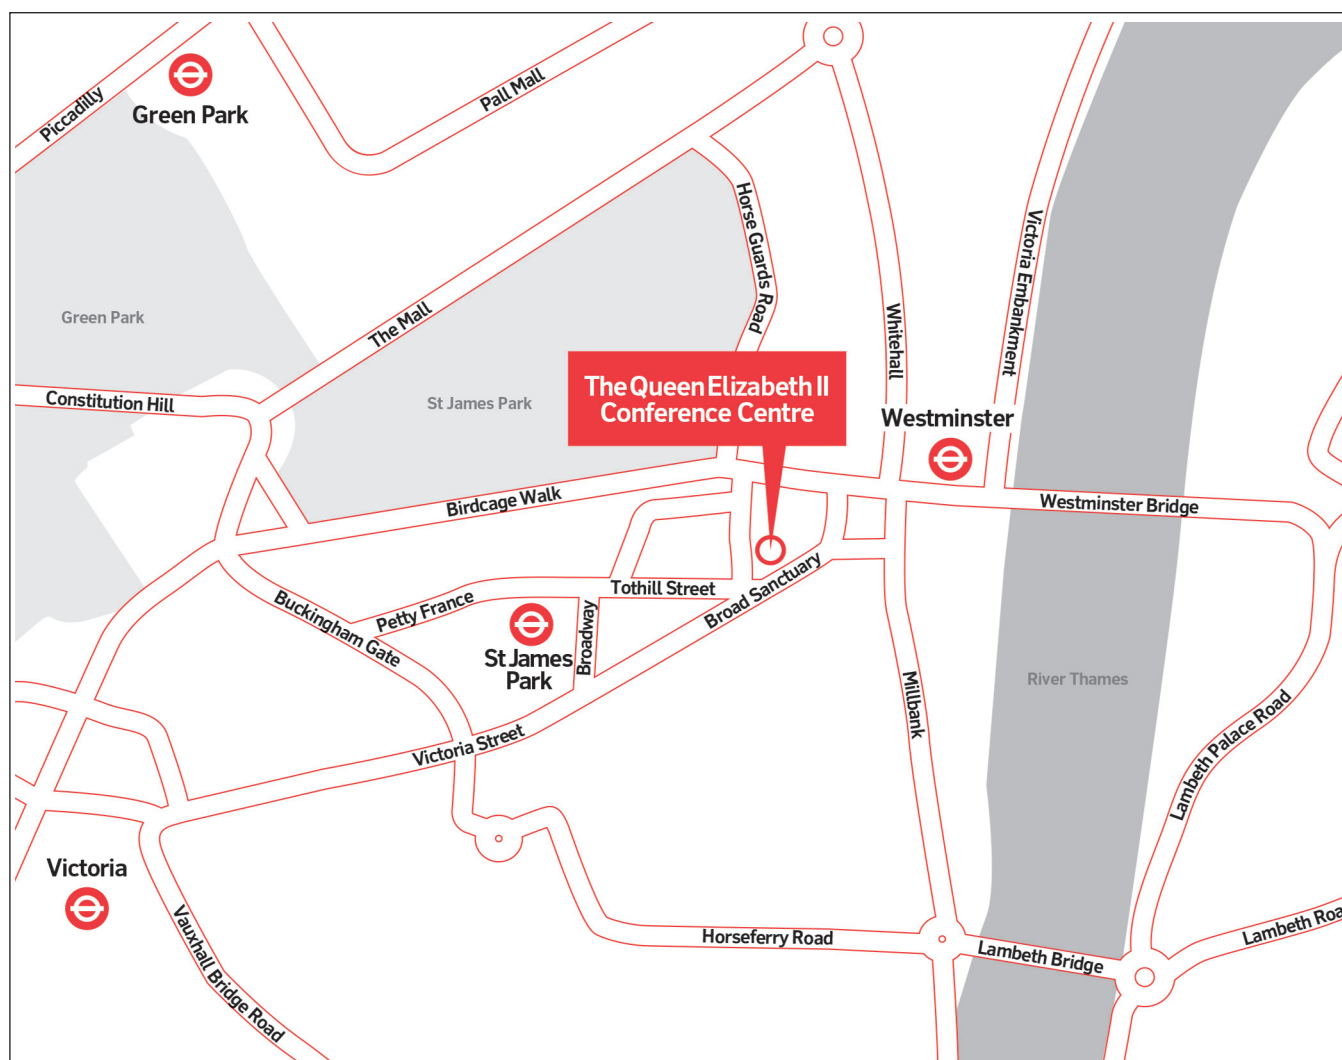 Piccadilly
Green Park
Pall Mall
Horse Guards Road
Victoria Embankment
Green Park
The Mall
Whitehall
Constitution Hill
St James Park
The Queen Elizabeth II
Conference Centre
Westminster
Birdcage Walk
Westminster Bridge
Buckingham Gate
Petty France
Tothill Street
Broad Sanctuary
Broadway
St James
Park
River Thames
Millbank
Victoria Street
Lambeth Palace Road
Victoria
Vauxhall Bridge Road
Horseferry Road
Lambeth Bridge
Lambeth Roa